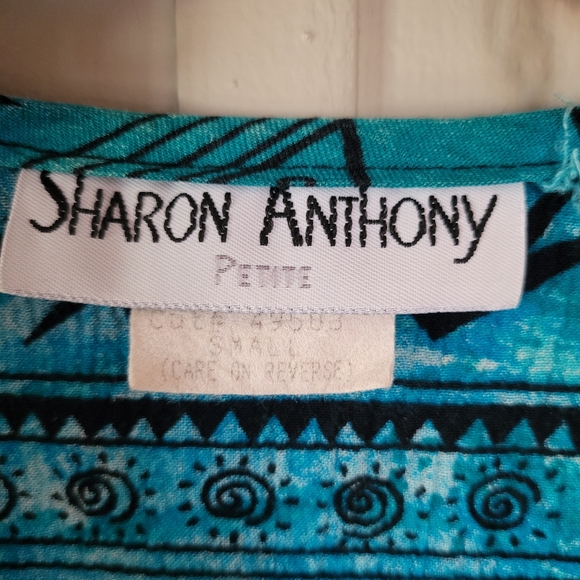 SHARON ANTHONY
PETITE
SMALL
(CARE ON REVERSE)